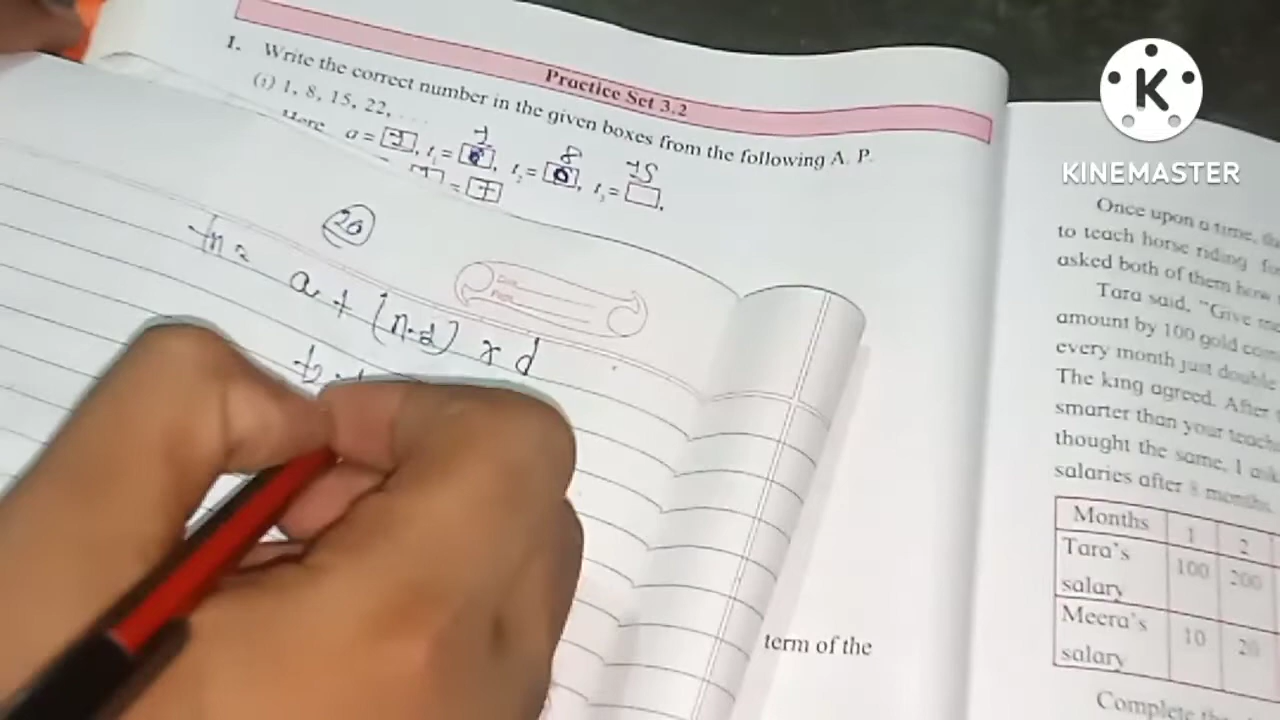 Practice Set 3.2
1. Write the correct number in the given boxes from the following A. P.
(i) 1, 8, 15, 22, . . .
Here a = 1, t₁ = , t₂ = , t₃ = ,
1
8
15
= 7
20
tn = a + (n-d) x d
term of the
KINEMASTER
Once upon a time,
to teach horse riding
asked both of them how
Tara said, "Give me
amount by 100 gold
every month just double
The king agreed. After
smarter than your
thought the same, I
salaries after 8 months.
Months 1 2
Tara's salary 100 200
Meera's salary 10 20
Complete